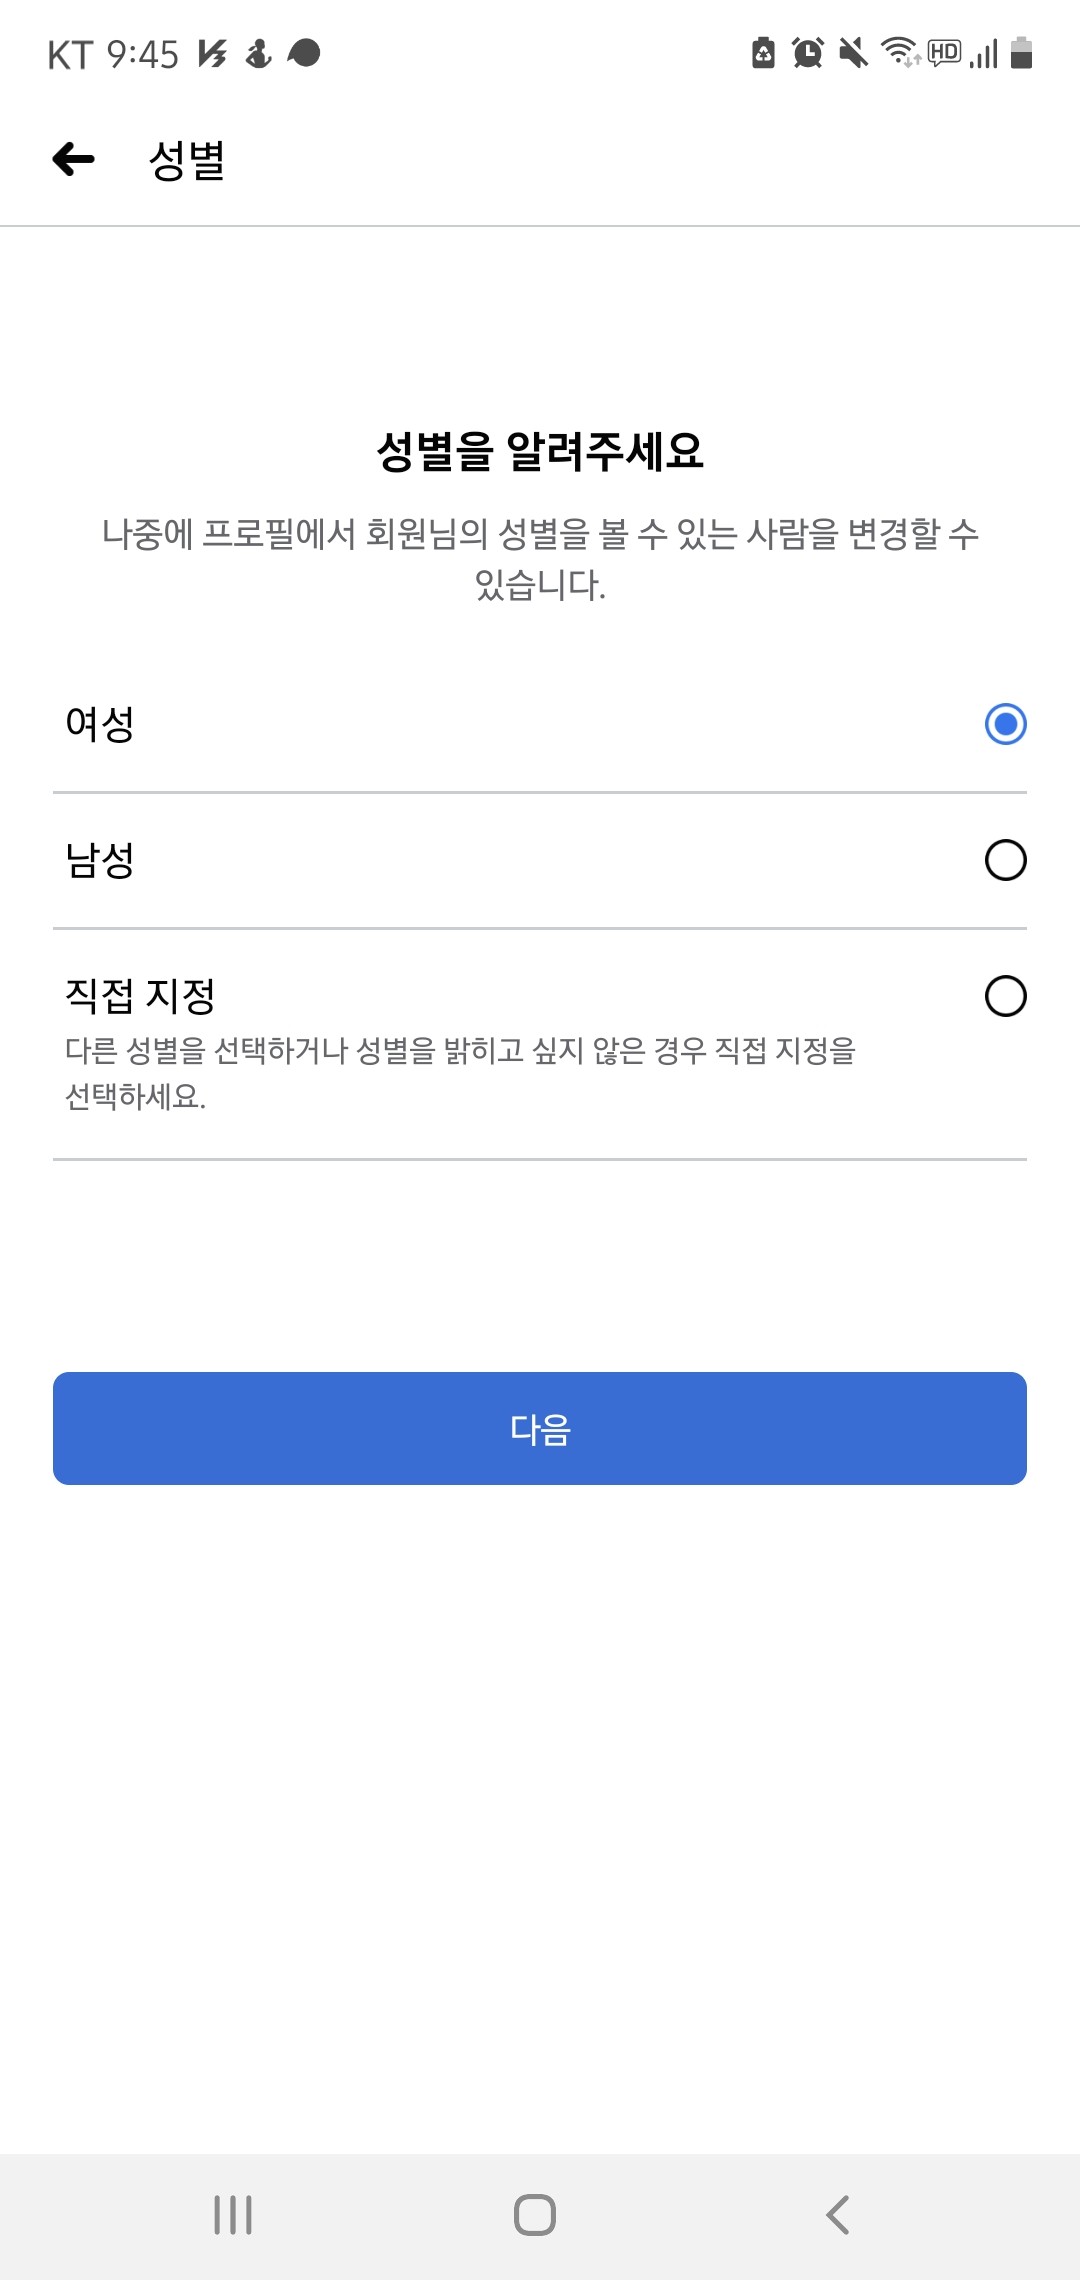 KT 9:45
HD
성별
성별을 알려주세요
나중에 프로필에서 회원님의 성별을 볼 수 있는 사람을 변경할 수
있습니다.
여성
남성
직접 지정
다른 성별을 선택하거나 성별을 밝히고 싶지 않은 경우 직접 지정을
선택하세요.
다음